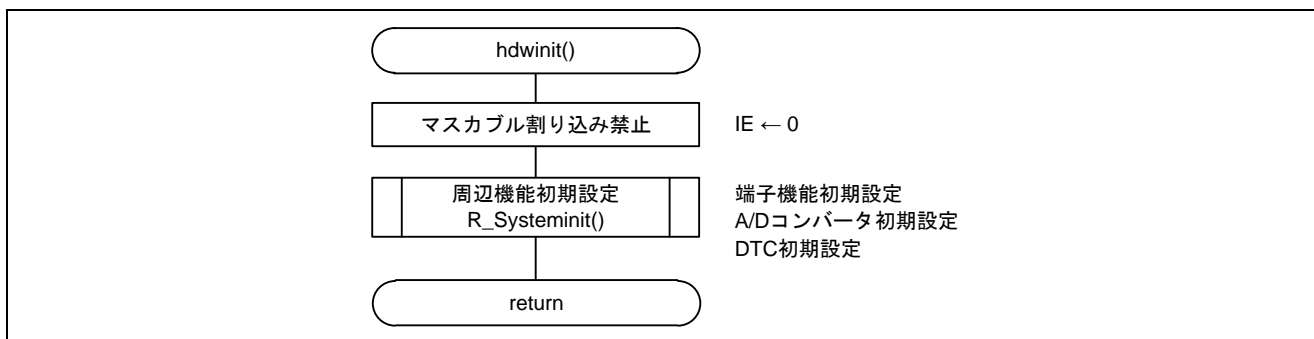 hdwinit()
マスカブル割り込み禁止
IE ← 0
周辺機能初期設定
R_Systeminit()
端子機能初期設定
A/Dコンバータ初期設定
DTC初期設定
return